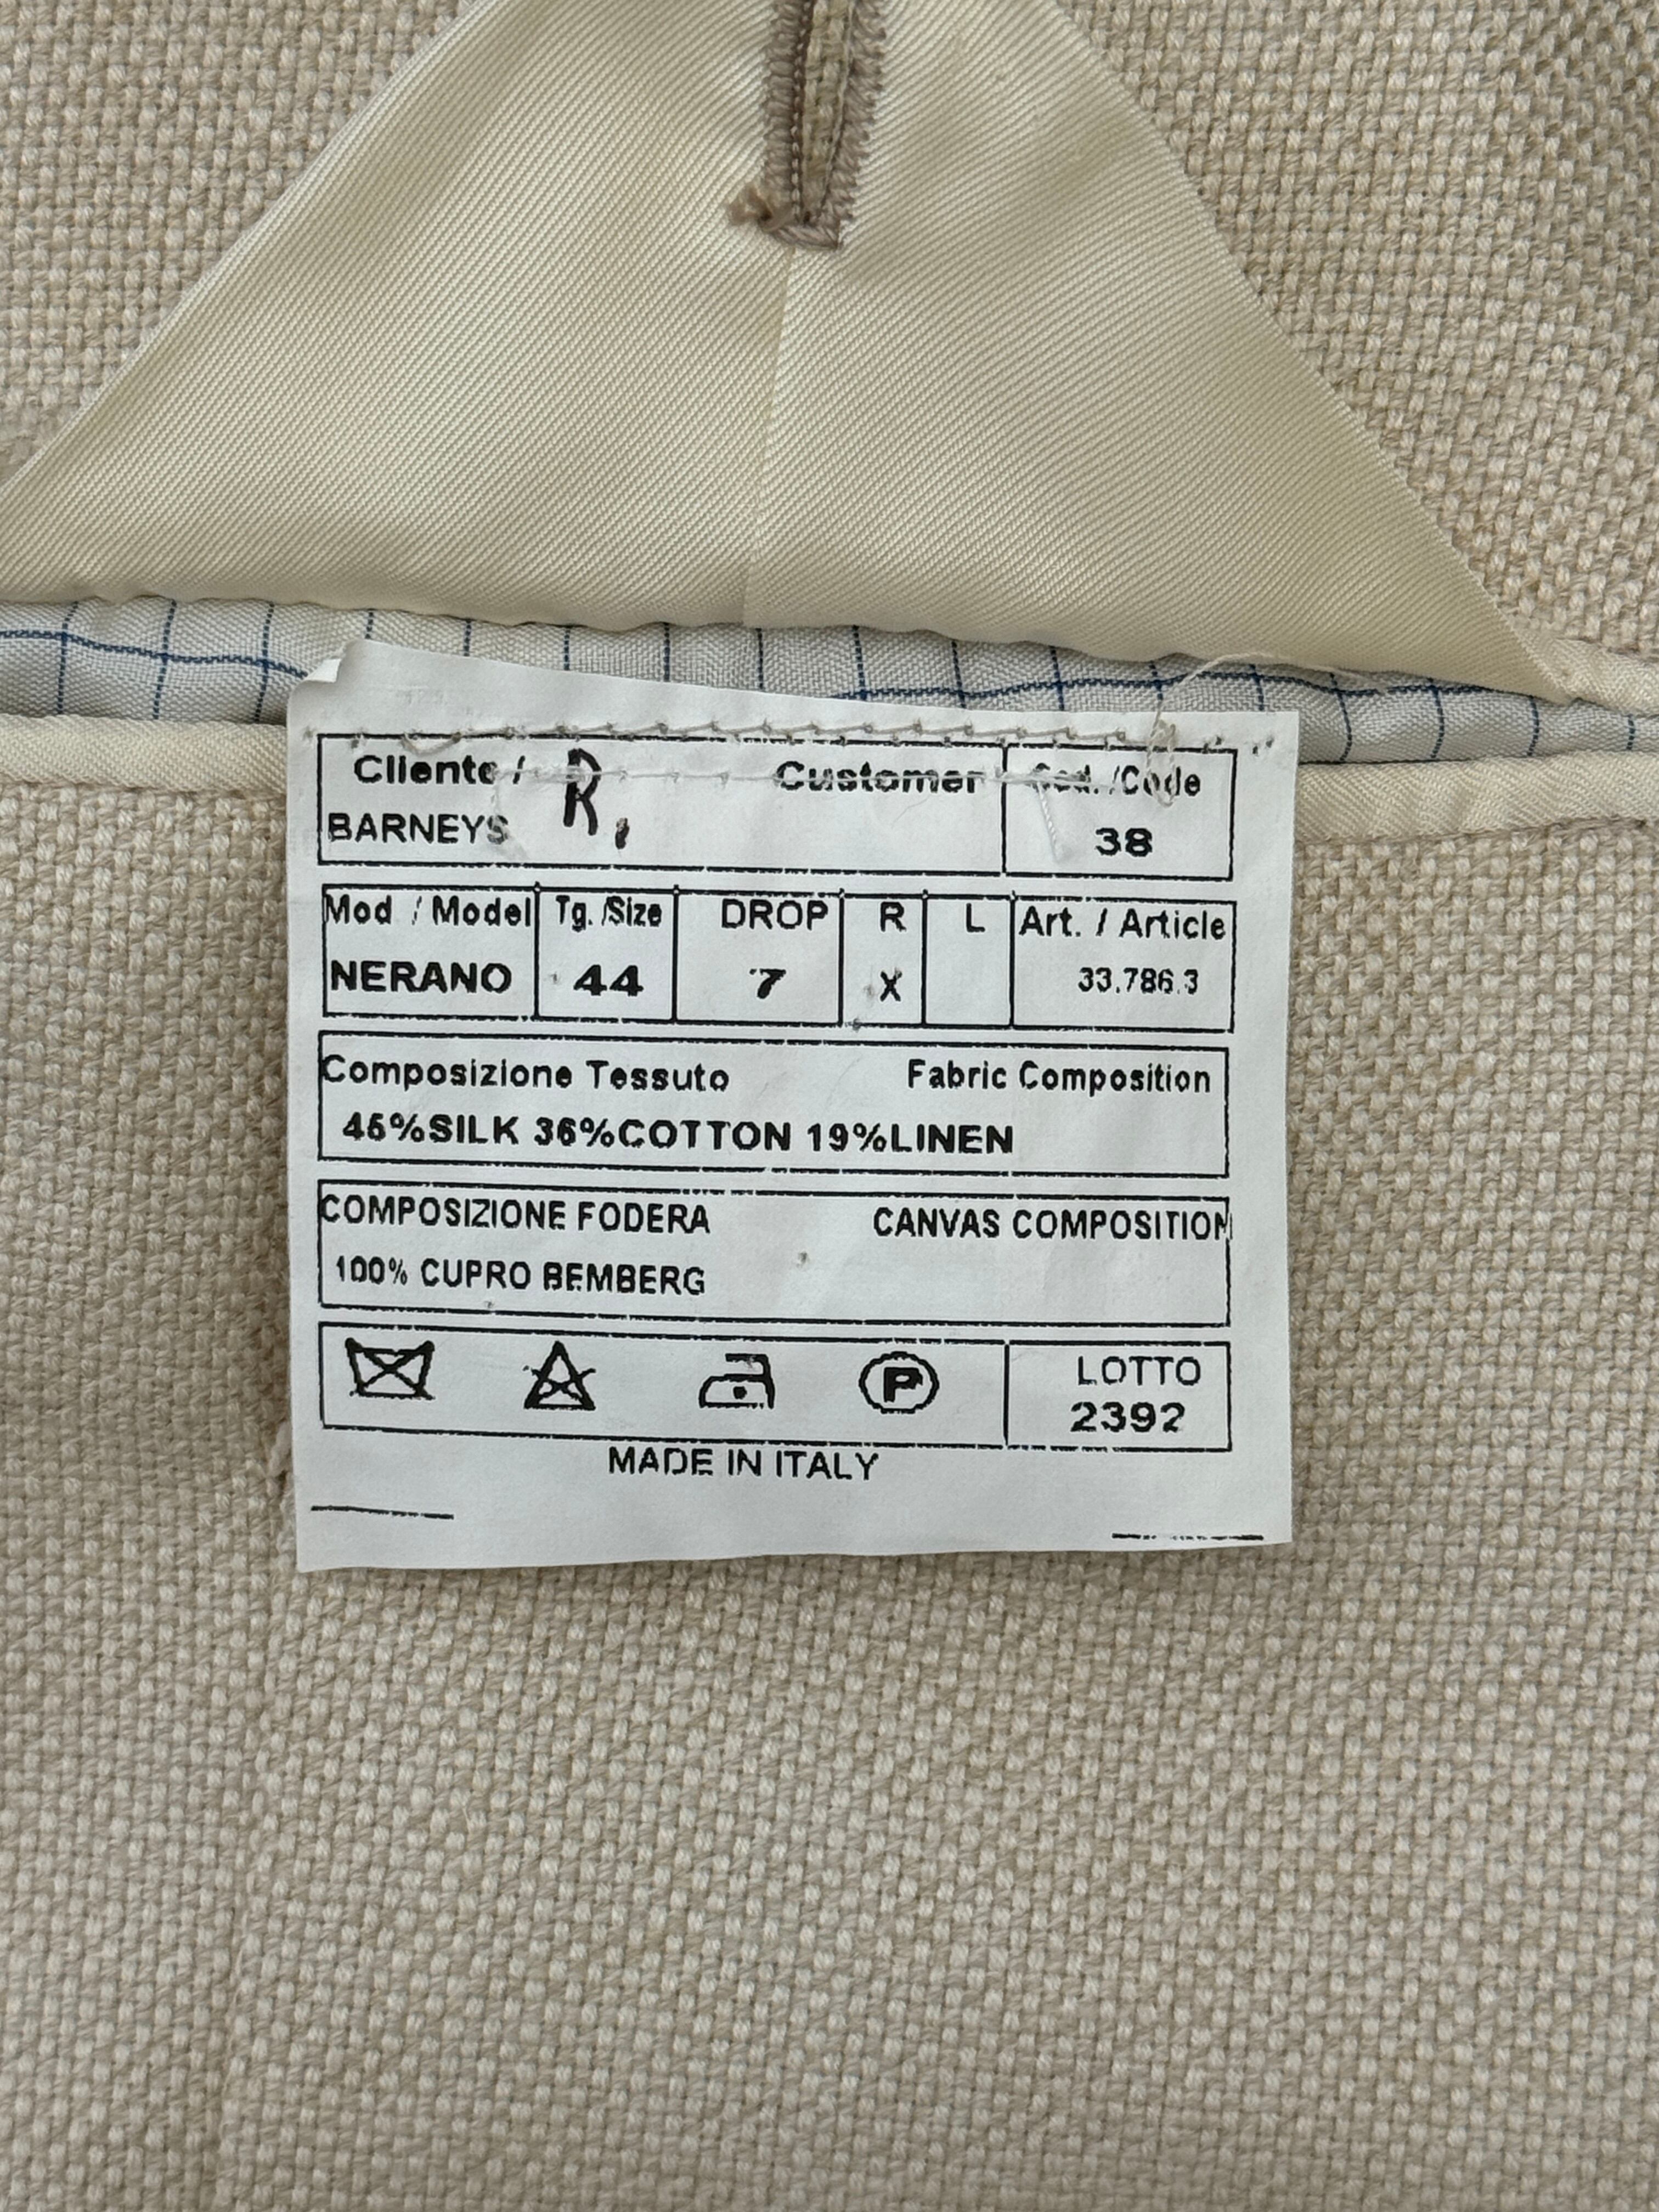 Cliente / R, Customer Cod. /Code
BARNEYS 38
Mod / Model Tg. /Size DROP R L Art. / Article
NERANO 44 7 X 33.786.3
Composizione Tessuto Fabric Composition
45%SILK 36%COTTON 19%LINEN
COMPOSIZIONE FODERA CANVAS COMPOSITION
100% CUPRO BEMBERG
P LOTTO
2392
MADE IN ITALY